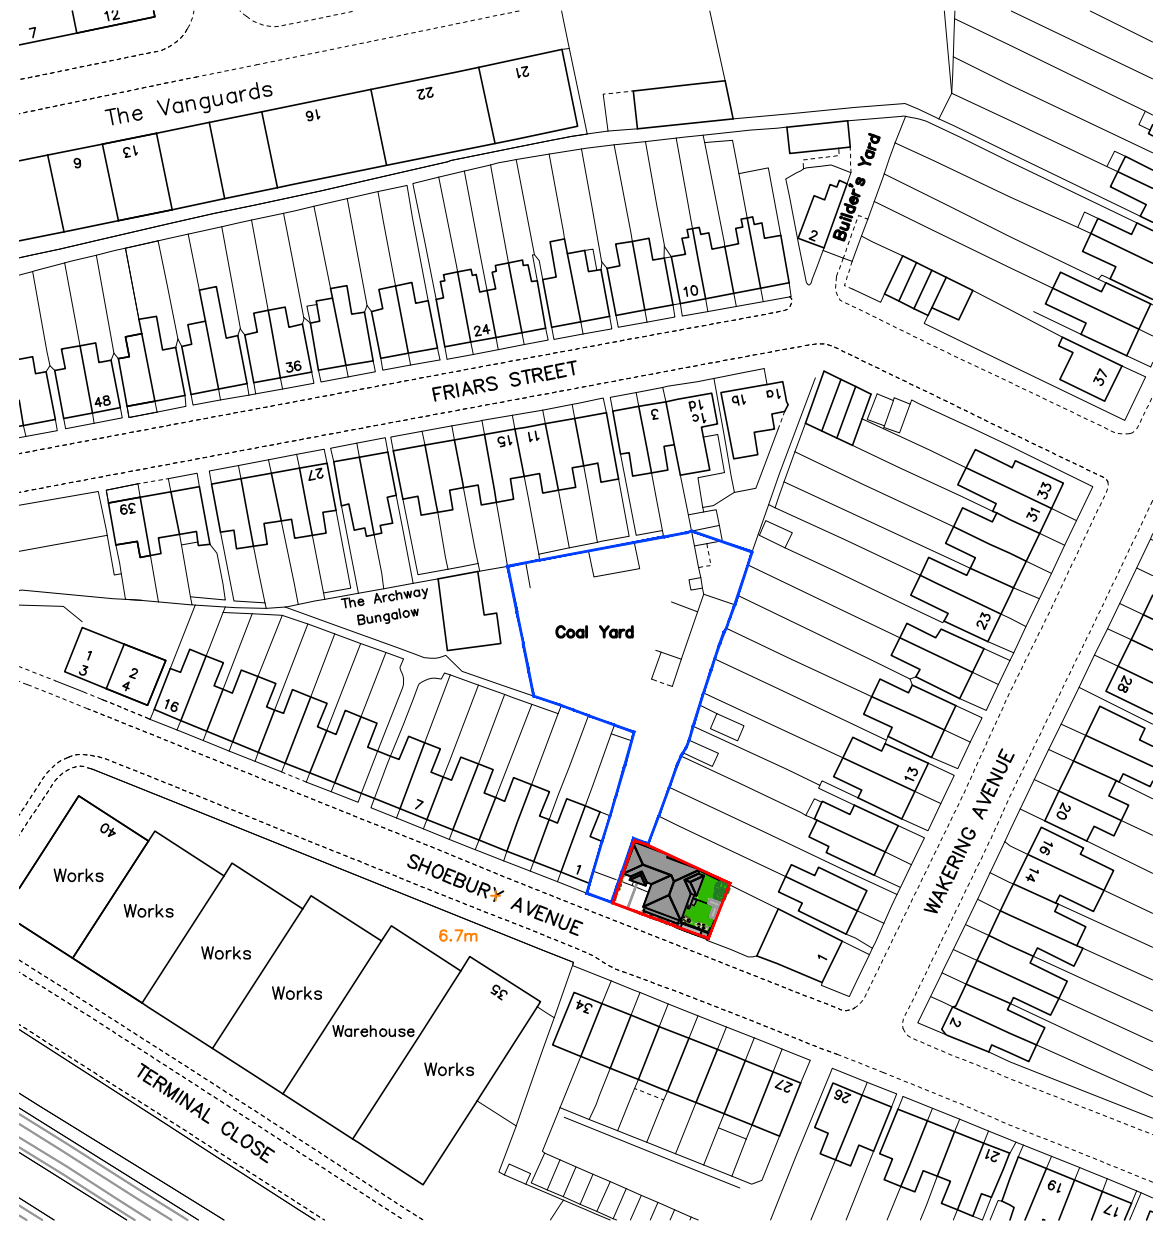 7
12
The Vanguards
21
22
16
13
9
Builder's Yard
2
10
24
36
48
FRIARS STREET
37
1a
1b
1d
1c
3
11
15
27
39
33
31
The Archway
Bungalow
Coal Yard
23
1
3
2
4
16
28
7
13
WAKERING AVENUE
20
40
SHOEBURY AVENUE
1
16
14
Works
Works
6.7m
Works
1
Works
35
34
Warehouse
2
Works
27
26
TERMINAL CLOSE
21
19
17